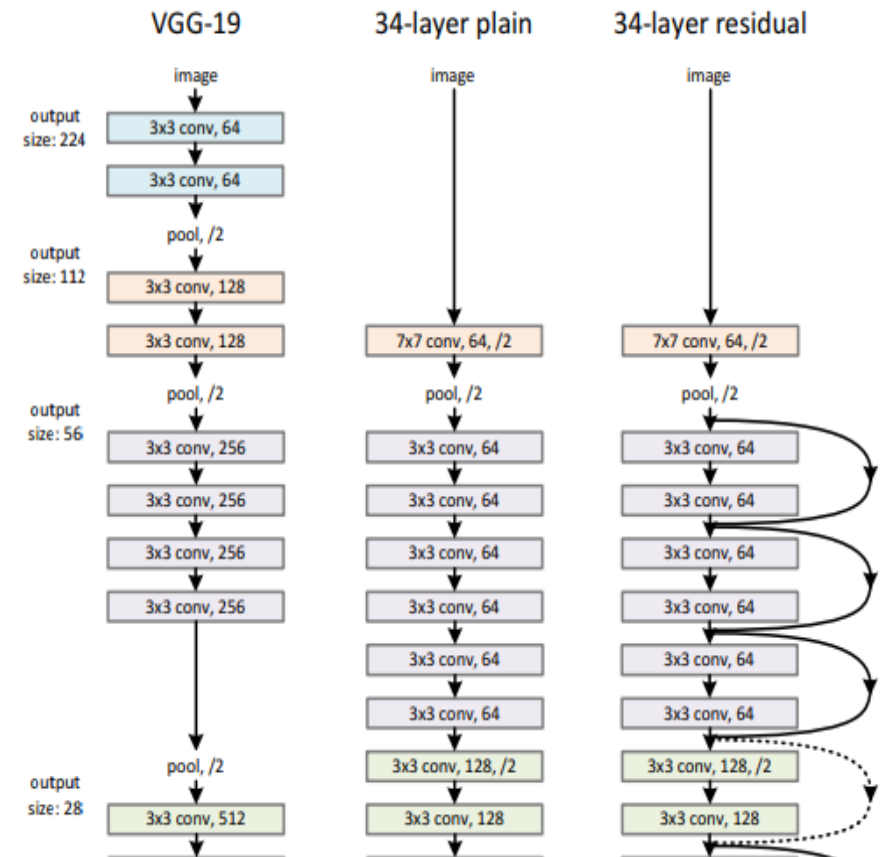 VGG-19
34-layer plain
34-layer residual
image
image
image
output
size: 224
3x3 conv, 64
3x3 conv, 64
pool, /2
output
size: 112
3x3 conv, 128
3x3 conv, 128
7x7 conv, 64, /2
7x7 conv, 64, /2
pool, /2
pool, /2
pool, /2
output
size: 56
3x3 conv, 256
3x3 conv, 64
3x3 conv, 64
3x3 conv, 256
3x3 conv, 64
3x3 conv, 64
3x3 conv, 256
3x3 conv, 64
3x3 conv, 64
3x3 conv, 256
3x3 conv, 64
3x3 conv, 64
3x3 conv, 64
3x3 conv, 64
3x3 conv, 64
3x3 conv, 64
pool, /2
3x3 conv, 128, /2
3x3 conv, 128, /2
output
size: 28
3x3 conv, 512
3x3 conv, 128
3x3 conv, 128